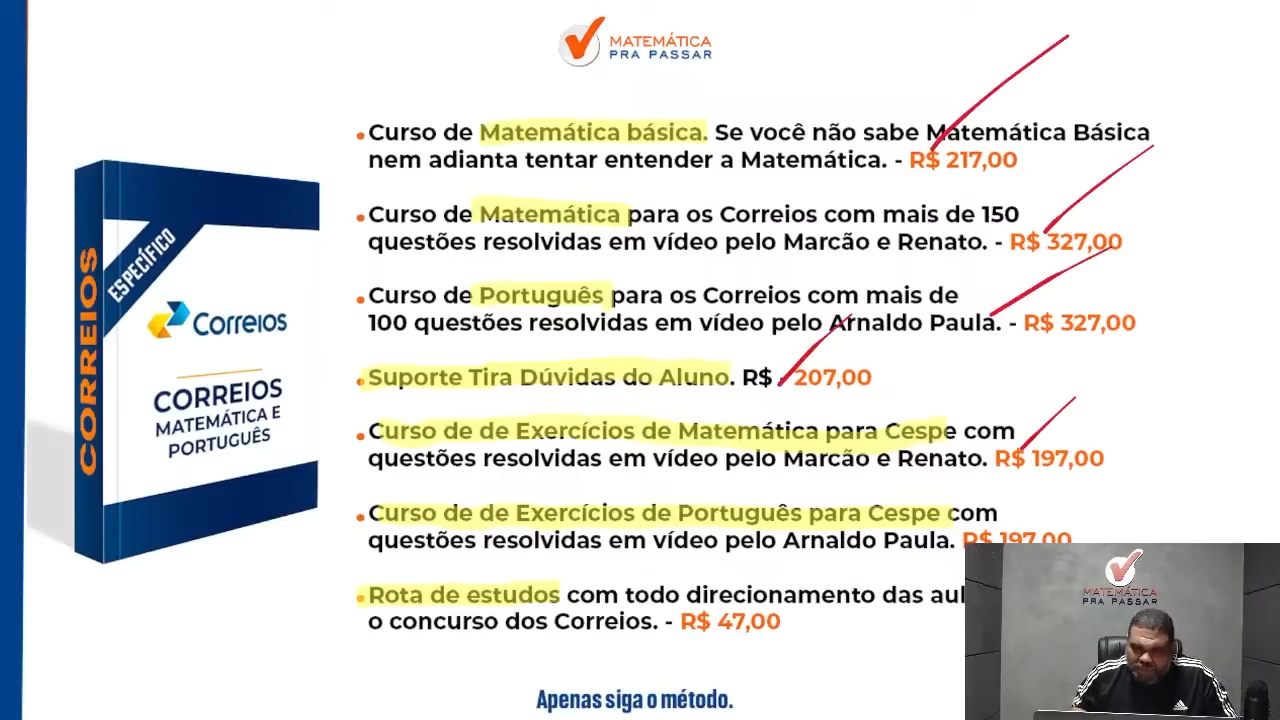 MATEMÁTICA
PRA PASSAR
Curso de Matemática básica. Se você não sabe Matemática Básica
nem adianta tentar entender a Matemática. - R$ 217,00
Curso de Matemática para os Correios com mais de 150
questões resolvidas em vídeo pelo Marcão e Renato. - R$ 327,00
Curso de Português para os Correios com mais de
100 questões resolvidas em vídeo pelo Arnaldo Paula. - R$ 327,00
Suporte Tira Dúvidas do Aluno. R$ - 207,00
Curso de de Exercícios de Matemática para Cespe com
questões resolvidas em vídeo pelo Marcão e Renato. R$ 197,00
Curso de de Exercícios de Português para Cespe com
questões resolvidas em vídeo pelo Arnaldo Paula. R$ 197,00
Rota de estudos com todo direcionamento das
o concurso dos Correios. - R$ 47,00
Apenas siga o método.
CORREIOS
ESPECÍFICO
Correios
CORREIOS
MATEMÁTICA E
PORTUGUÊS
MATEMÁTICA
PRA PASSAR